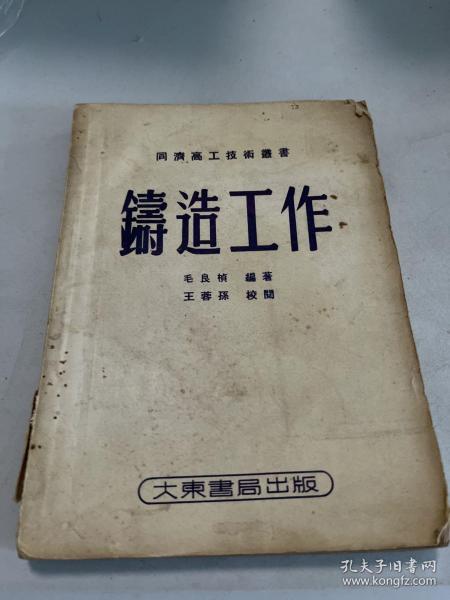 同濟高工技術叢書
鑄造工作
毛良楨 編著
王蓉孫 校閱
大東書局出版
孔夫子旧书网
www.kongfz.com